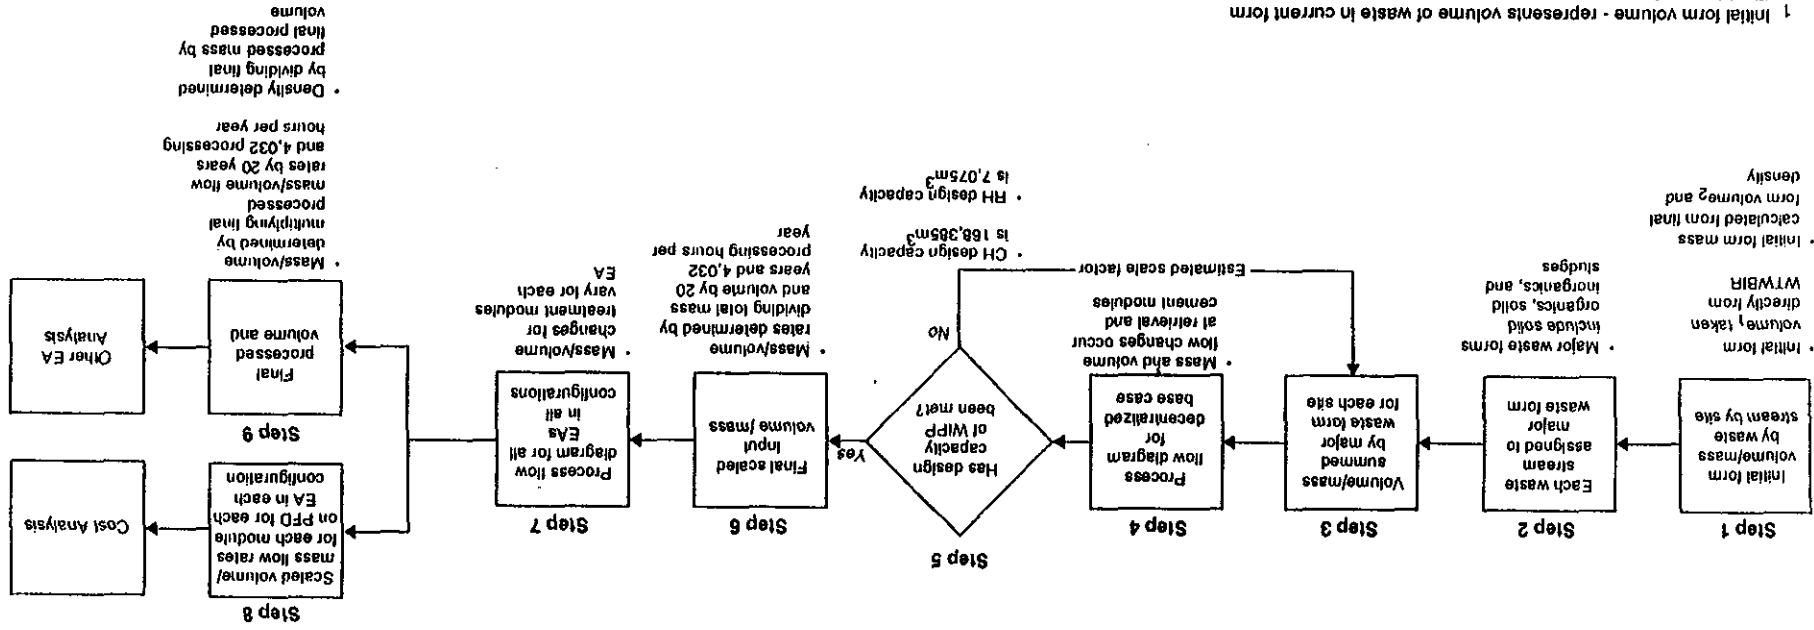 Step 1
Initial form
volume/mass
by waste
stream by site
• Initial form
volume1 taken
directly from
WTWBIR
• Initial form mass
calculated from final
form volume2 and
density
Step 2
Each waste
stream
assigned to
major
waste form
• Major waste forms
include solid
organics, solid
inorganics, and
sludges
Step 3
Volume/mass
summed
by major
waste form
for each site
Step 4
Process
flow diagram
for
decentralized
base case
• Mass and volume
flow changes occur
at retrieval and
cement modules
Estimated scale factor
Step 5
Has design
capacity
of WIPP
been met?
No
Yes
• CH design capacity
is 168,385m3
• RH design capacity
is 7,075m3
Step 6
Final scaled
input
volume/mass
• Mass/volume
rates determined by
dividing total mass
and volume by 20
years and 4,032
processing hours per
year
Step 7
Process flow
diagram for all
EAs
in all
configurations
• Mass/volume
changes for
treatment modules
vary for each
EA
Step 8
Scaled volume/
mass flow rates
for each module
on PFD for each
EA in each
configuration
Cost Analysis
Step 9
Final
processed
volume and
Other EA
Analysis
• Mass/volume
determined by
multiplying final
processed
mass/volume flow
rates by 20 years
and 4,032 processing
hours per year
• Density determined
by dividing final
processed mass by
final processed
volume
1 Initial form volume - represents volume of waste in current form